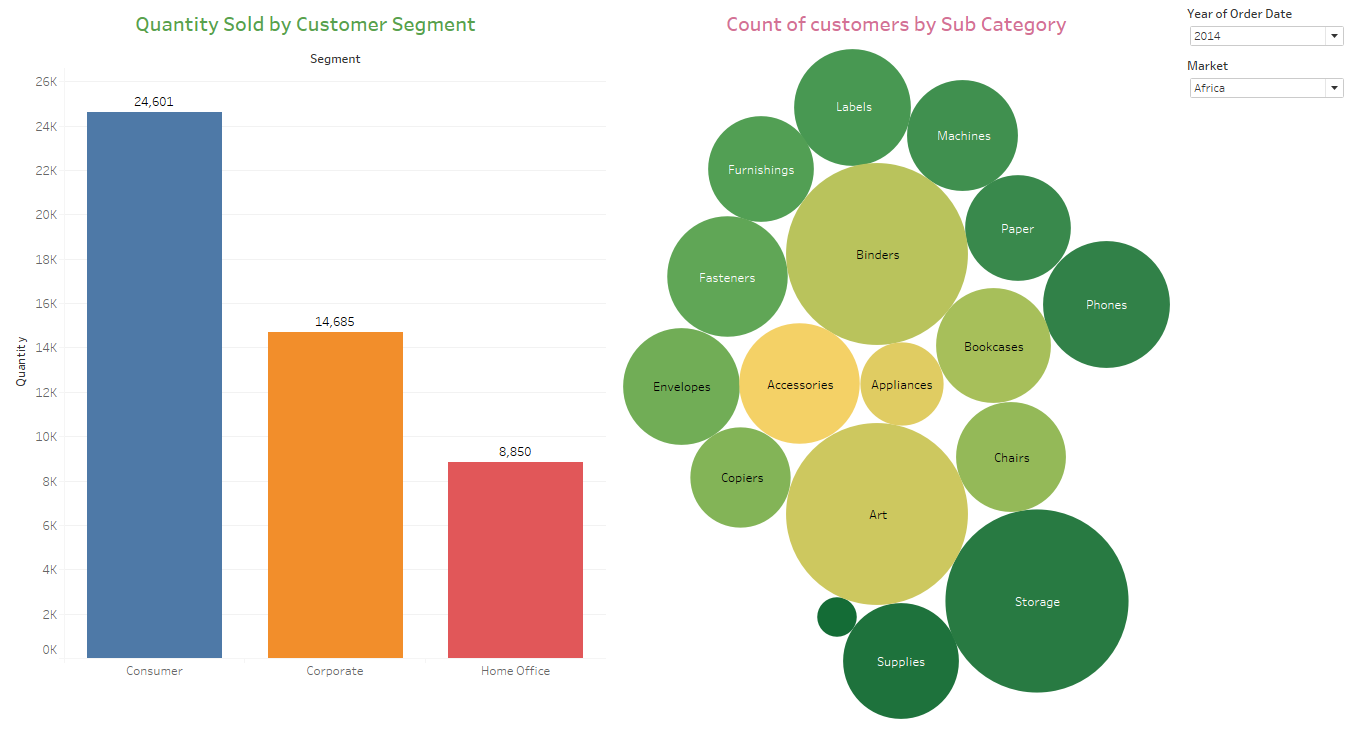 Quantity Sold by Customer Segment
Segment
Quantity
26K
24K
22K
20K
18K
16K
14K
12K
10K
8K
6K
4K
2K
0K
24,601
14,685
8,850
Consumer
Corporate
Home Office
Count of customers by Sub Category
Labels
Machines
Furnishings
Paper
Binders
Fasteners
Phones
Bookcases
Envelopes
Accessories
Appliances
Chairs
Copiers
Art
Storage
Supplies
Year of Order Date
2014
Market
Africa